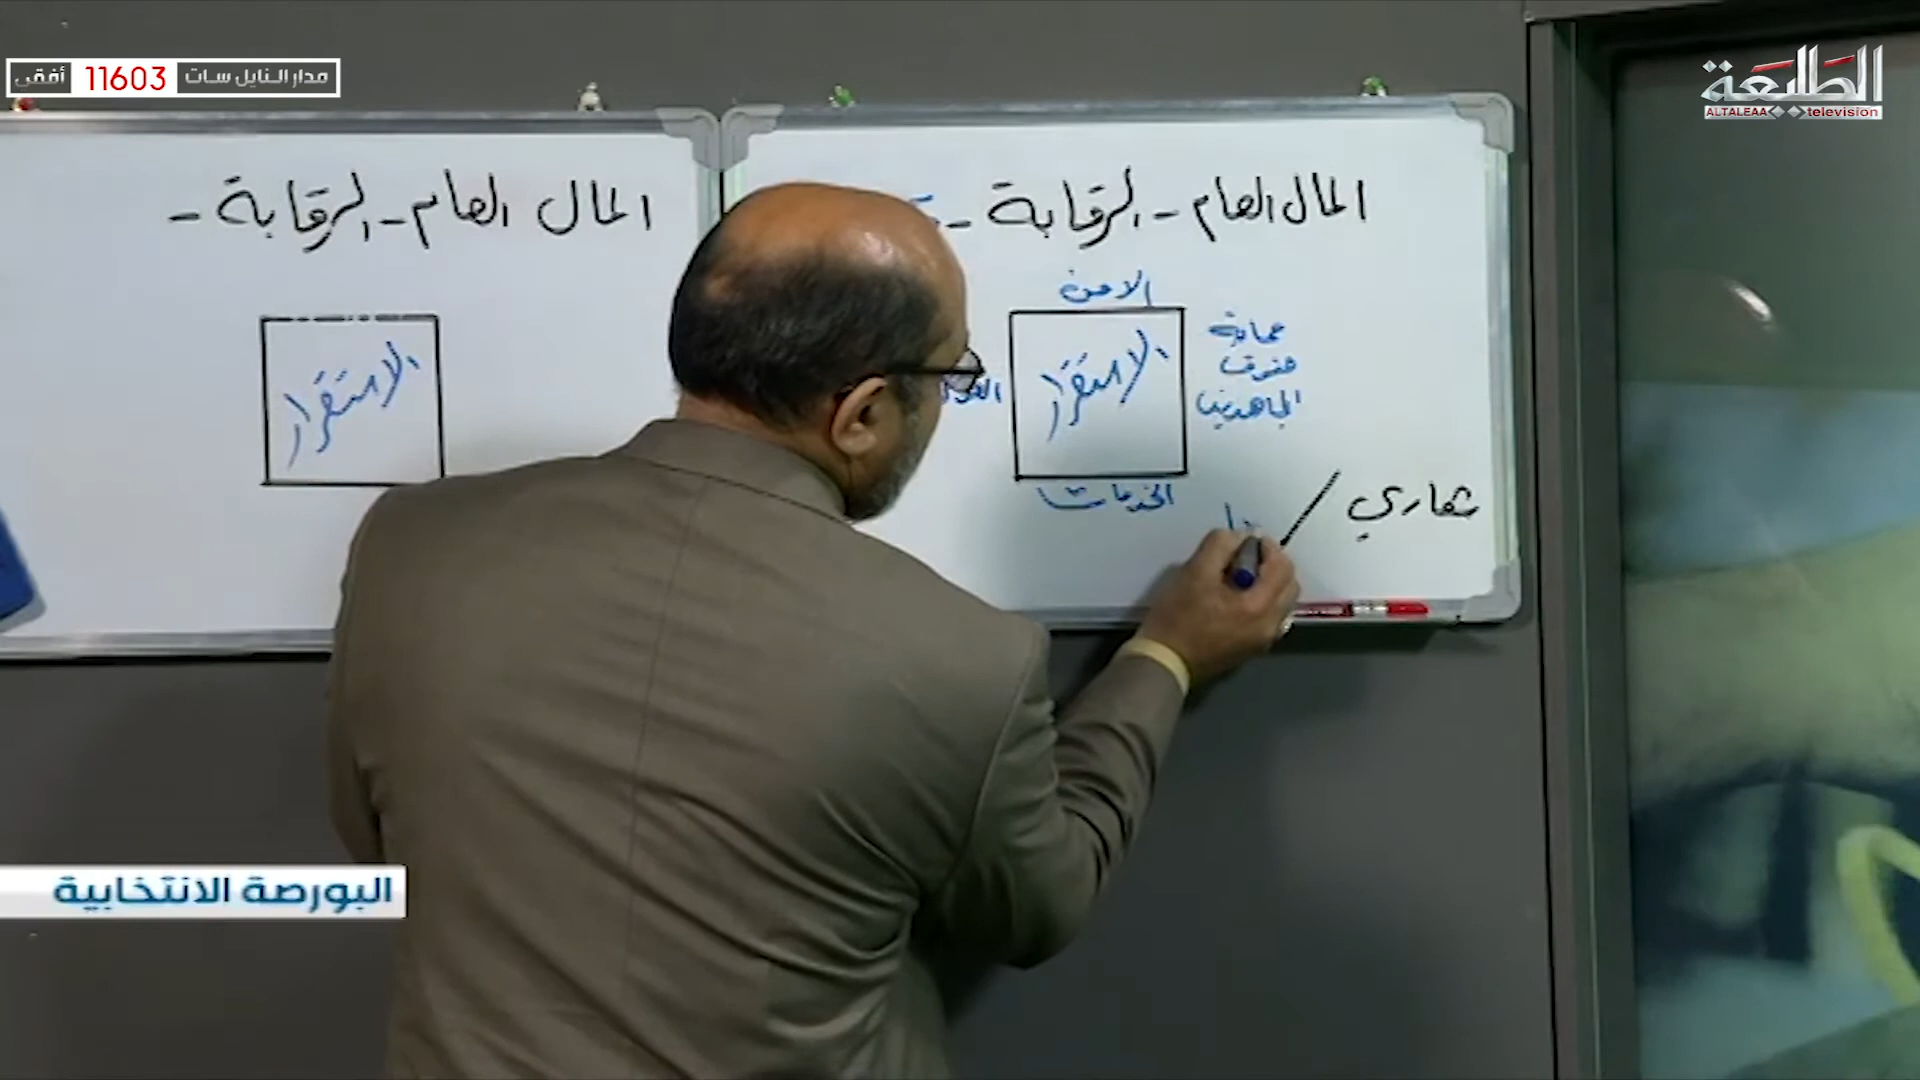 مدار النايل سات 11603 أفقي
الطليعة
ALTALEAA television
المال العام - الرقابة -
الامن
الاستقرار
حماية
حقوق
المجاهدين
الخدمات
شعاري /
المال العام - الرقابة -
الاستقرار
البورصة الانتخابية